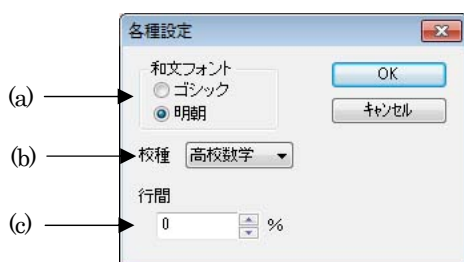 各種設定
和文フォント
ゴシック
明朝
OK
キャンセル
(a)
(b)
校種 高校数学
行間
(c)
0 %